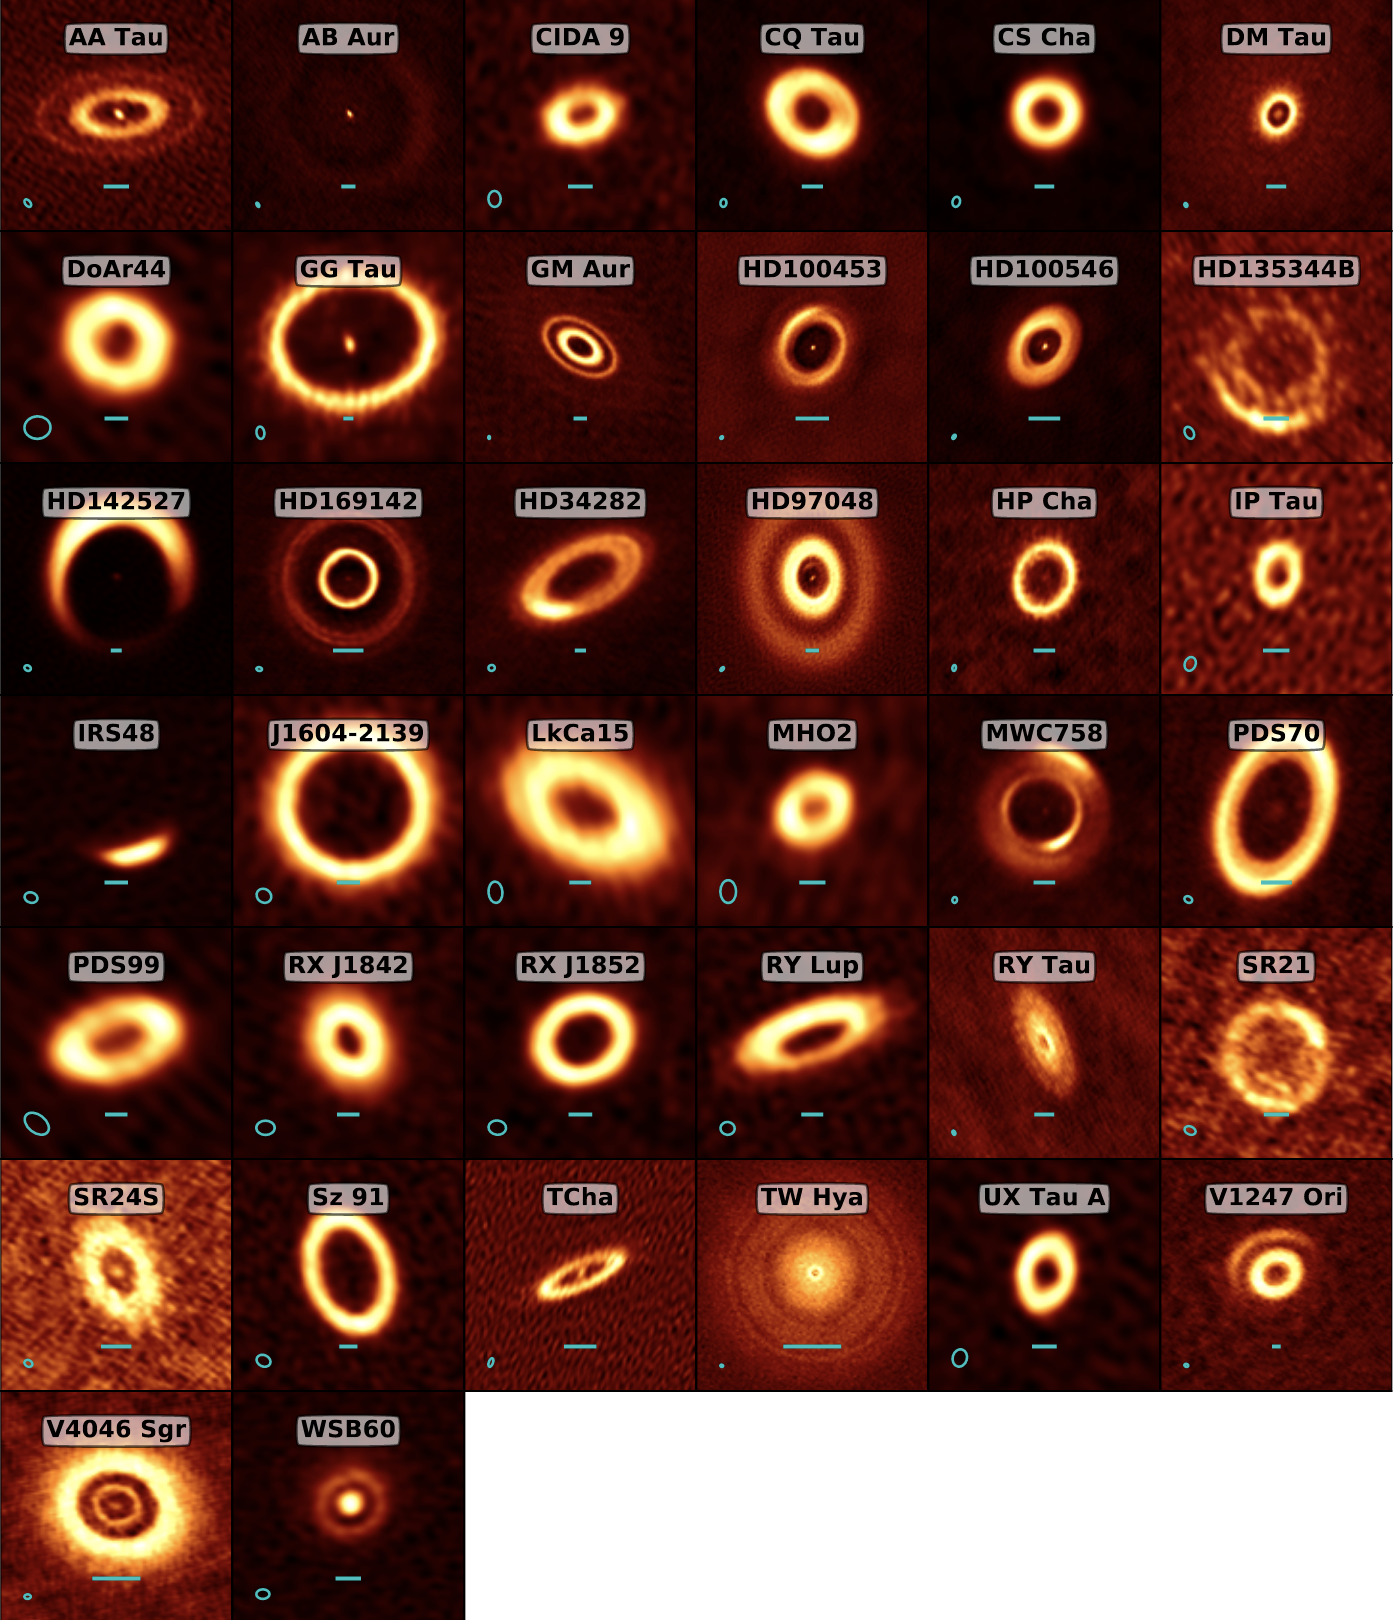 AA Tau
AB Aur
CIDA 9
CQ Tau
CS Cha
DM Tau
DoAr44
GG Tau
GM Aur
HD100453
HD100546
HD135344B
HD142527
HD169142
HD34282
HD97048
HP Cha
IP Tau
IRS48
J1604-2139
LkCa15
MHO2
MWC758
PDS70
PDS99
RX J1842
RX J1852
RY Lup
RY Tau
SR21
SR24S
Sz 91
TCha
TW Hya
UX Tau A
V1247 Ori
V4046 Sgr
WSB60